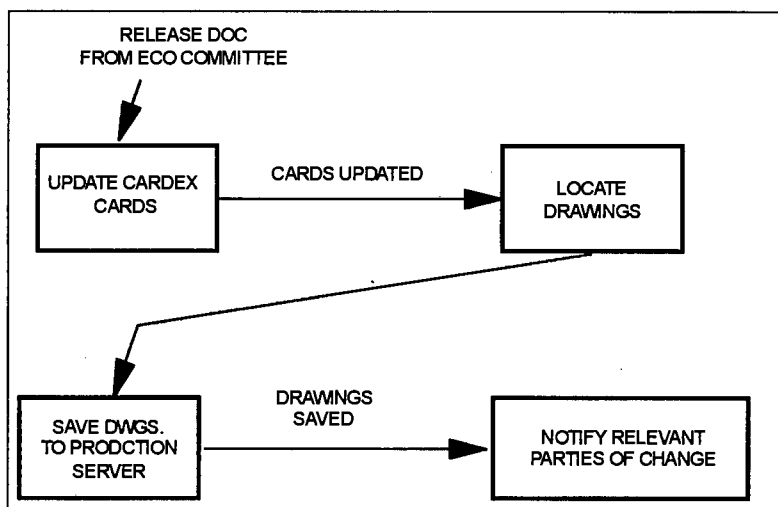 RELEASE DOC
FROM ECO COMMITTEE
UPDATE CARDEX
CARDS
CARDS UPDATED
LOCATE
DRAWINGS
SAVE DWGS.
TO PRODCTION
SERVER
DRAWINGS
SAVED
NOTIFY RELEVANT
PARTIES OF CHANGE